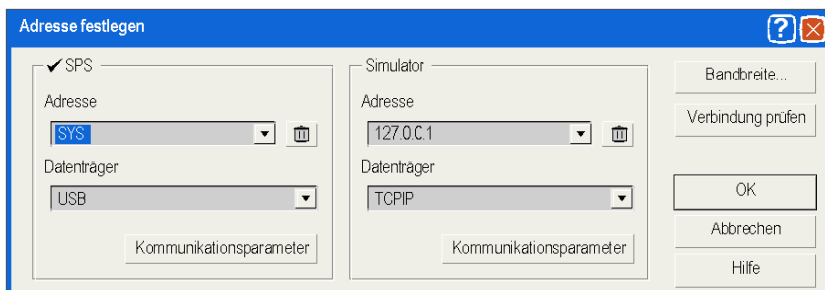 Adresse festlegen
SPS
Adresse
SYS
Datenträger
USB
Kommunikationsparameter
Simulator
Adresse
127.0.0.1
Datenträger
TCPIP
Kommunikationsparameter
Bandbreite...
Verbindung prüfen
OK
Abbrechen
Hilfe